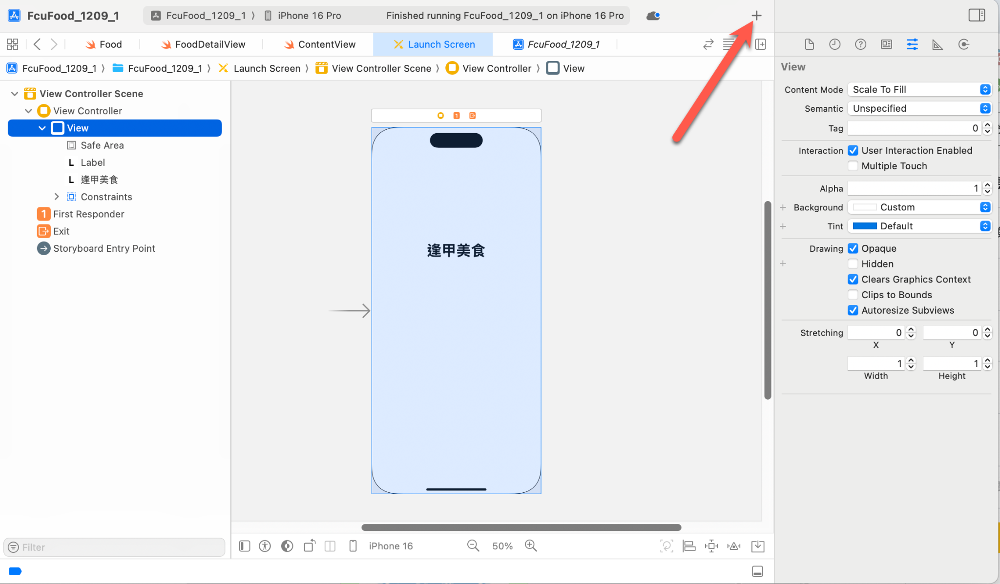 FcuFood_1209_1
FcuFood_1209_1 ⟩ iPhone 16 Pro
Finished running FcuFood_1209_1 on iPhone 16 Pro
Food
FoodDetailView
ContentView
Launch Screen
FcuFood_1209_1
FcuFood_1209_1 ⟩ FcuFood_1209_1 ⟩ Launch Screen ⟩ View Controller Scene ⟩ View Controller ⟩ View
View Controller Scene
View Controller
View
Safe Area
L Label
L 逢甲美食
Constraints
1 First Responder
Exit
Storyboard Entry Point
Filter
1
逢甲美食
iPhone 16
50%
View
Content Mode Scale To Fill
Semantic Unspecified
Tag 0
Interaction User Interaction Enabled
Multiple Touch
Alpha 1
+ Background Custom
+ Tint Default
Drawing Opaque
+ Hidden
Clears Graphics Context
Clips to Bounds
Autoresize Subviews
Stretching 0 0
X Y
1 1
Width Height